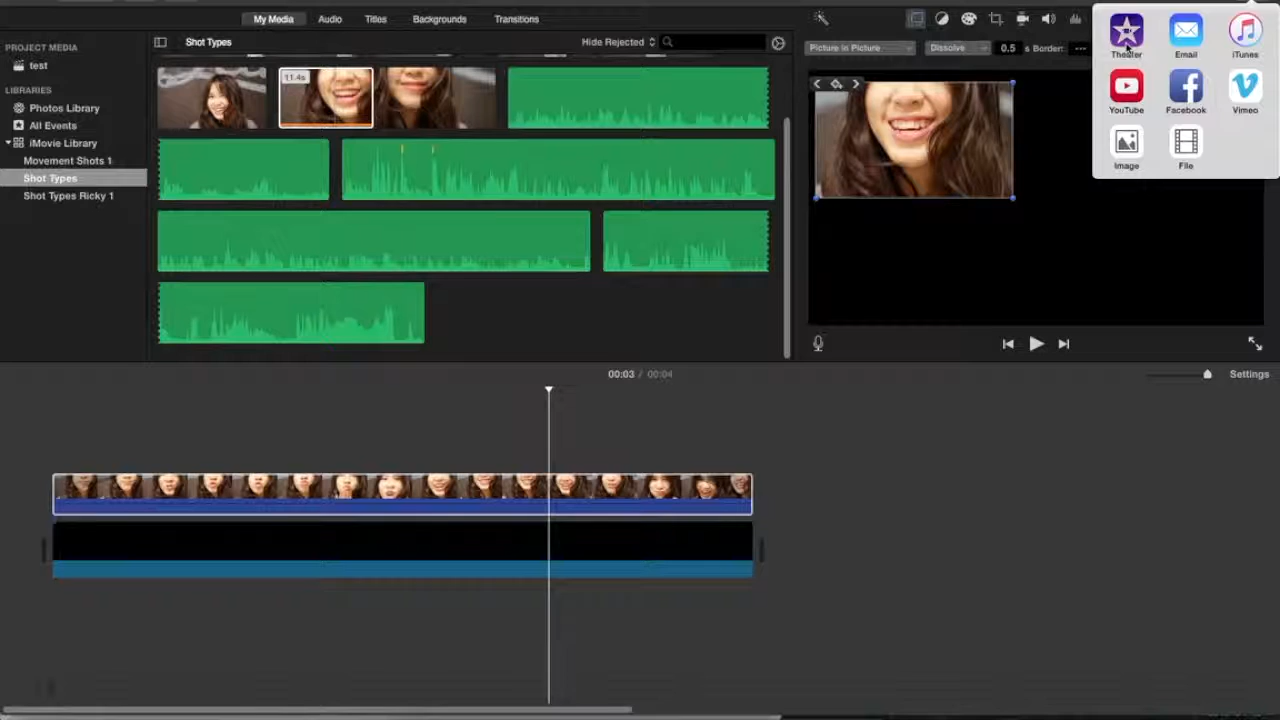 My Media
Audio
Titles
Backgrounds
Transitions
PROJECT MEDIA
test
LIBRARIES
Photos Library
All Events
iMovie Library
Movement Shots 1
Shot Types
Shot Types Ricky 1
Shot Types
Hide Rejected
11.4s
Picture in Picture
Dissolve
0.5 s Border:
Theater
Email
iTunes
YouTube
Facebook
Vimeo
Image
File
00:03 / 00:04
Settings